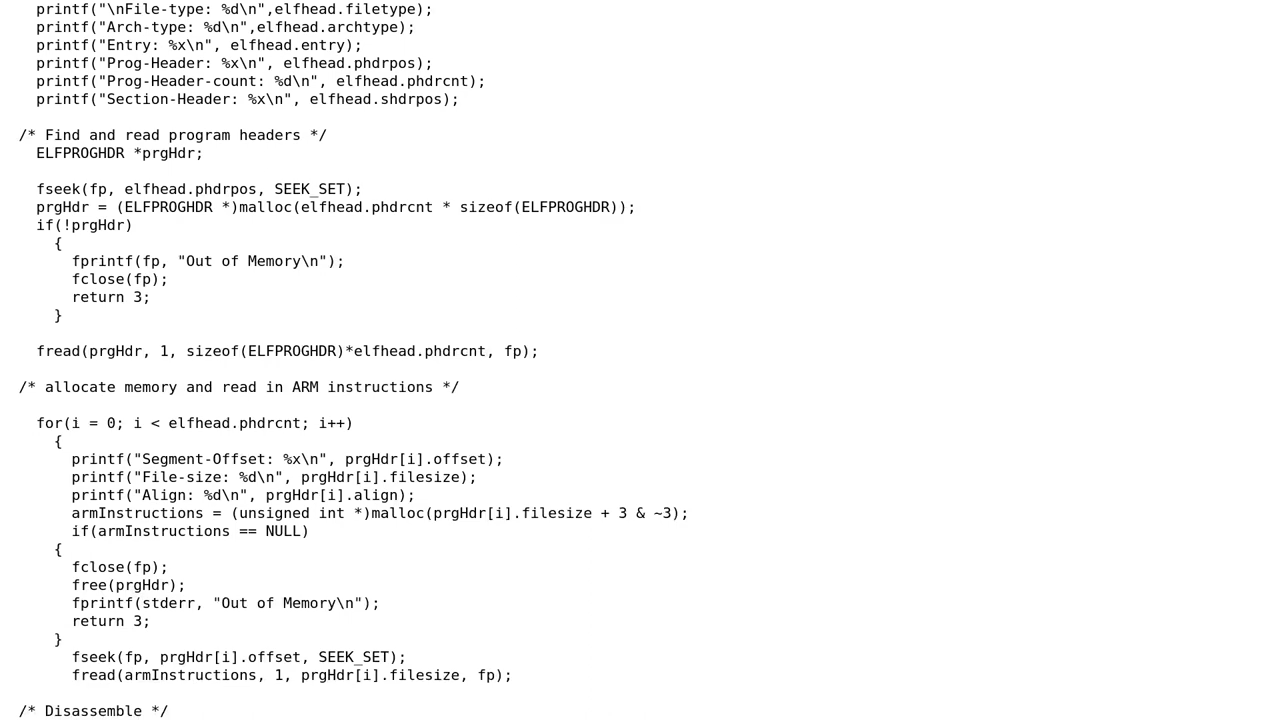 printf("\nFile-type: %d\n",elfhead.filetype);
printf("Arch-type: %d\n",elfhead.archtype);
printf("Entry: %x\n", elfhead.entry);
printf("Prog-Header: %x\n", elfhead.phdrpos);
printf("Prog-Header-count: %d\n", elfhead.phdrcnt);
printf("Section-Header: %x\n", elfhead.shdrpos);
/* Find and read program headers */
ELFPROGHDR *prgHdr;
fseek(fp, elfhead.phdrpos, SEEK_SET);
prgHdr = (ELFPROGHDR *)malloc(elfhead.phdrcnt * sizeof(ELFPROGHDR));
if(!prgHdr)
{
fprintf(fp, "Out of Memory\n");
fclose(fp);
return 3;
}
fread(prgHdr, 1, sizeof(ELFPROGHDR)*elfhead.phdrcnt, fp);
/* allocate memory and read in ARM instructions */
for(i = 0; i < elfhead.phdrcnt; i++)
{
printf("Segment-Offset: %x\n", prgHdr[i].offset);
printf("File-size: %d\n", prgHdr[i].filesize);
printf("Align: %d\n", prgHdr[i].align);
armInstructions = (unsigned int *)malloc(prgHdr[i].filesize + 3 & ~3);
if(armInstructions == NULL)
{
fclose(fp);
free(prgHdr);
fprintf(stderr, "Out of Memory\n");
return 3;
}
fseek(fp, prgHdr[i].offset, SEEK_SET);
fread(armInstructions, 1, prgHdr[i].filesize, fp);
/* Disassemble */